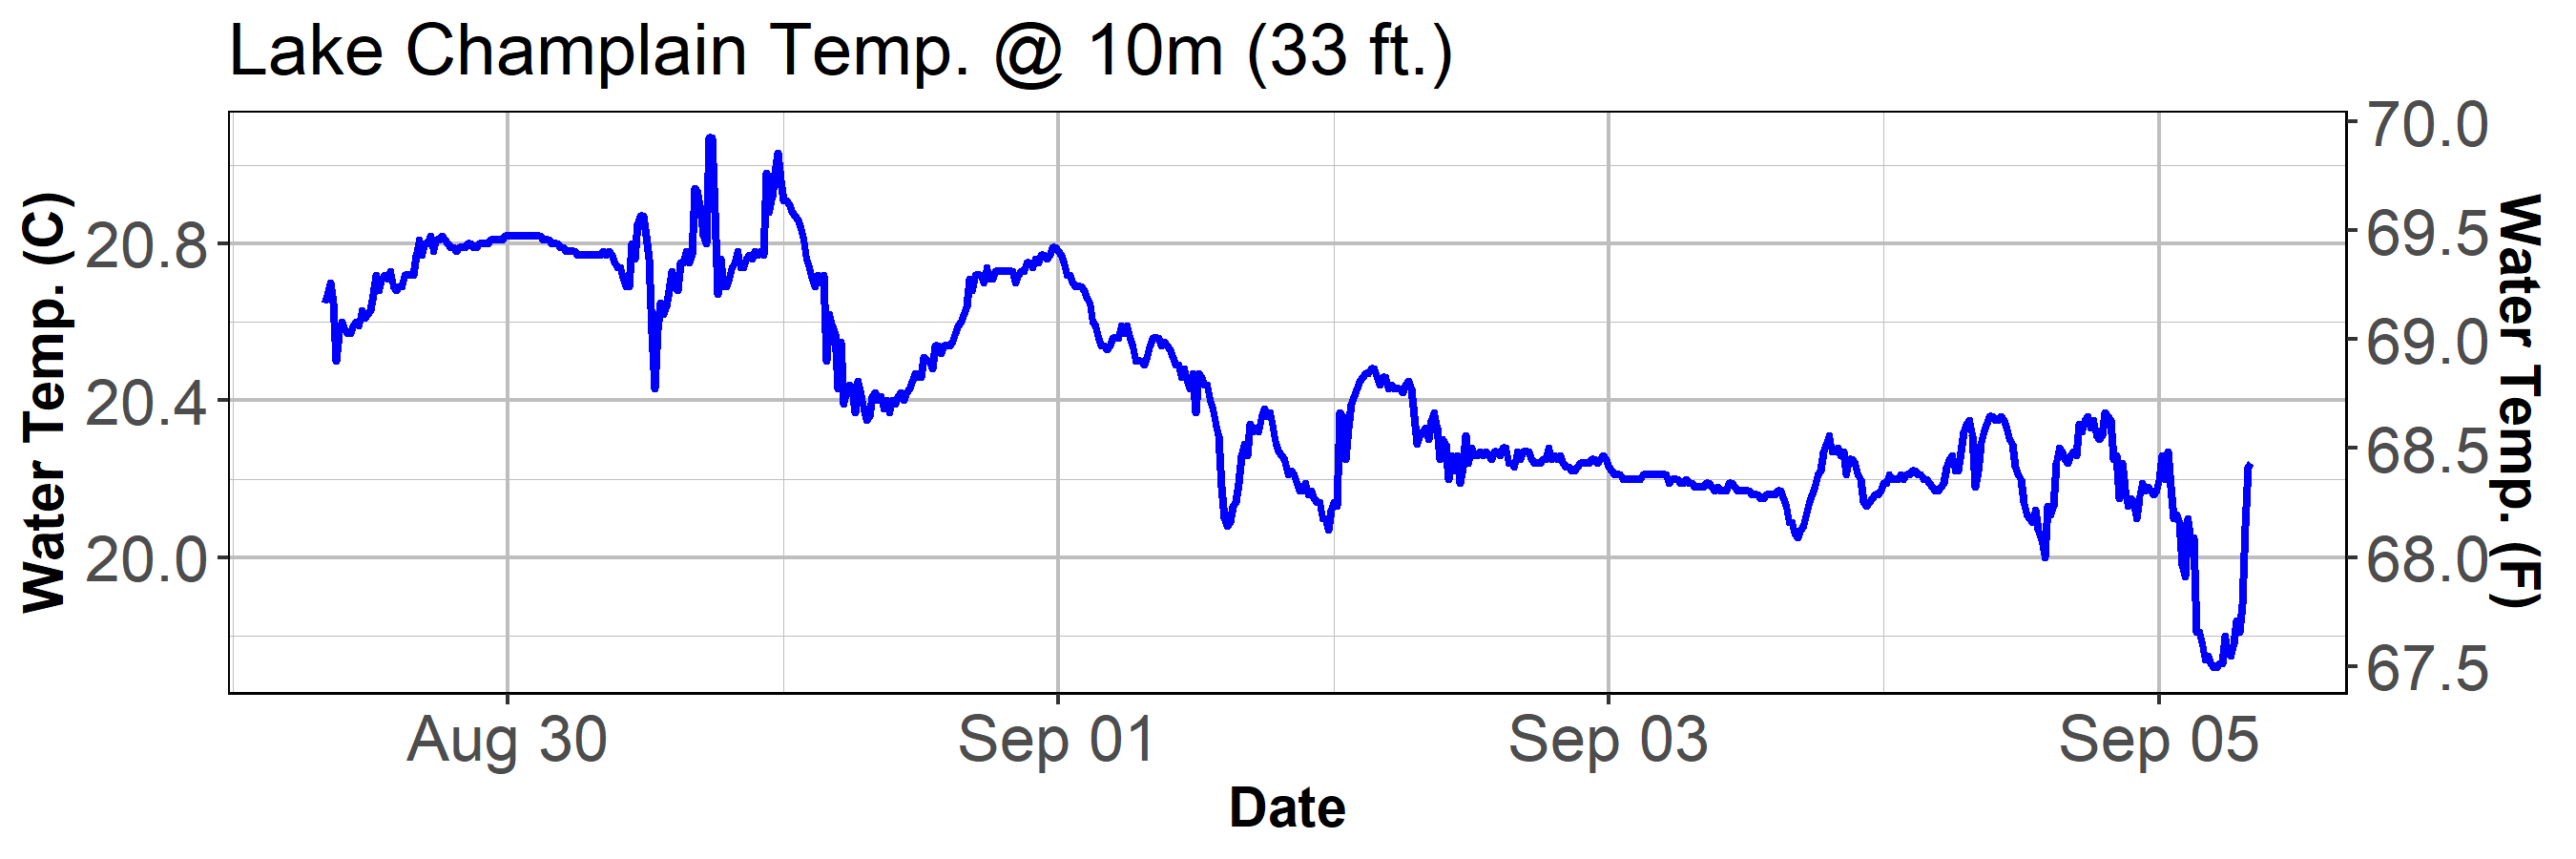 Lake Champlain Temp. @ 10m (33 ft.)
Water Temp. (C)
20.8
20.4
20.0
70.0
69.5
69.0
68.5
68.0
67.5
Water Temp. (F)
Aug 30
Sep 01
Sep 03
Sep 05
Date